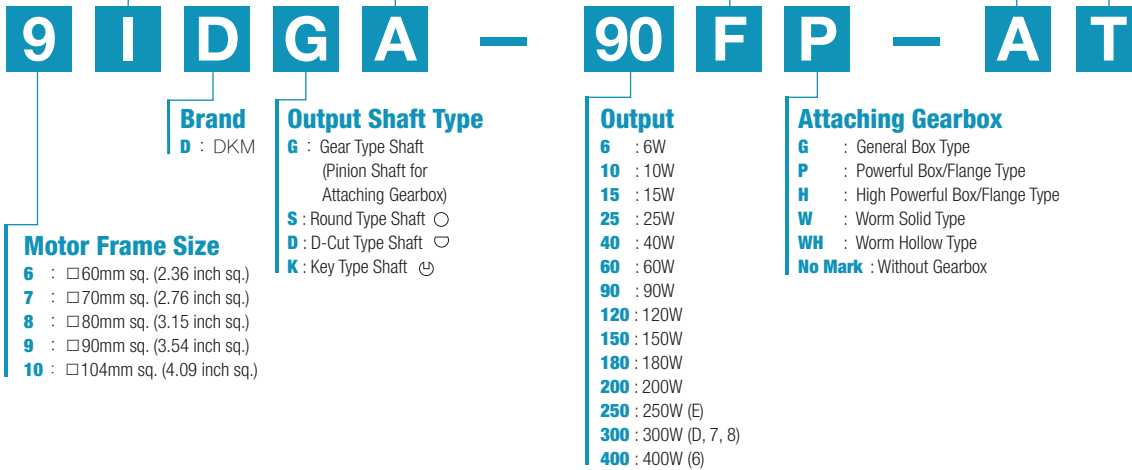 9 I D G A – 90 F P – A T
Brand
D : DKM
Output Shaft Type
G : Gear Type Shaft
(Pinion Shaft for
Attaching Gearbox)
S : Round Type Shaft
D : D-Cut Type Shaft
K : Key Type Shaft
Motor Frame Size
6 : □60mm sq. (2.36 inch sq.)
7 : □70mm sq. (2.76 inch sq.)
8 : □80mm sq. (3.15 inch sq.)
9 : □90mm sq. (3.54 inch sq.)
10 : □104mm sq. (4.09 inch sq.)
Output
6 : 6W
10 : 10W
15 : 15W
25 : 25W
40 : 40W
60 : 60W
90 : 90W
120 : 120W
150 : 150W
180 : 180W
200 : 200W
250 : 250W (E)
300 : 300W (D, 7, 8)
400 : 400W (6)
Attaching Gearbox
G : General Box Type
P : Powerful Box/Flange Type
H : High Powerful Box/Flange Type
W : Worm Solid Type
WH : Worm Hollow Type
No Mark : Without Gearbox